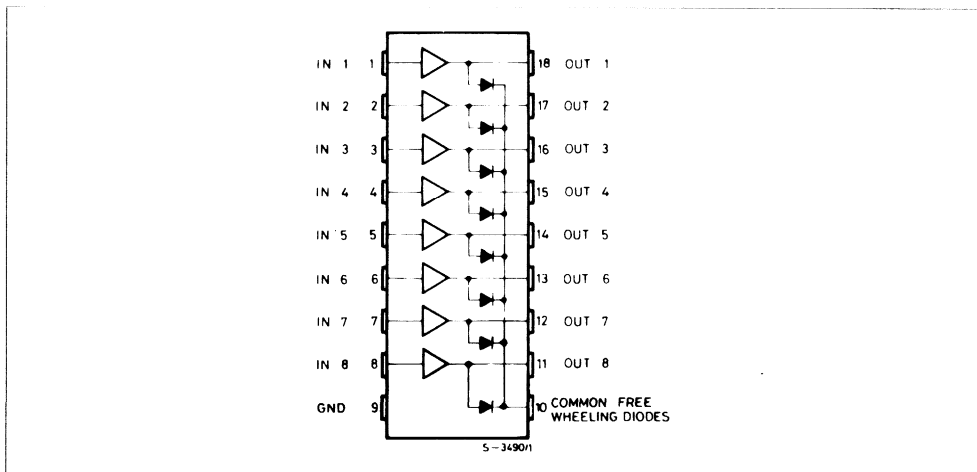 IN 1 1 18 OUT 1
IN 2 2 17 OUT 2
IN 3 3 16 OUT 3
IN 4 4 15 OUT 4
IN 5 5 14 OUT 5
IN 6 6 13 OUT 6
IN 7 7 12 OUT 7
IN 8 8 11 OUT 8
GND 9 10 COMMON FREE
WHEELING DIODES
S-3490/1